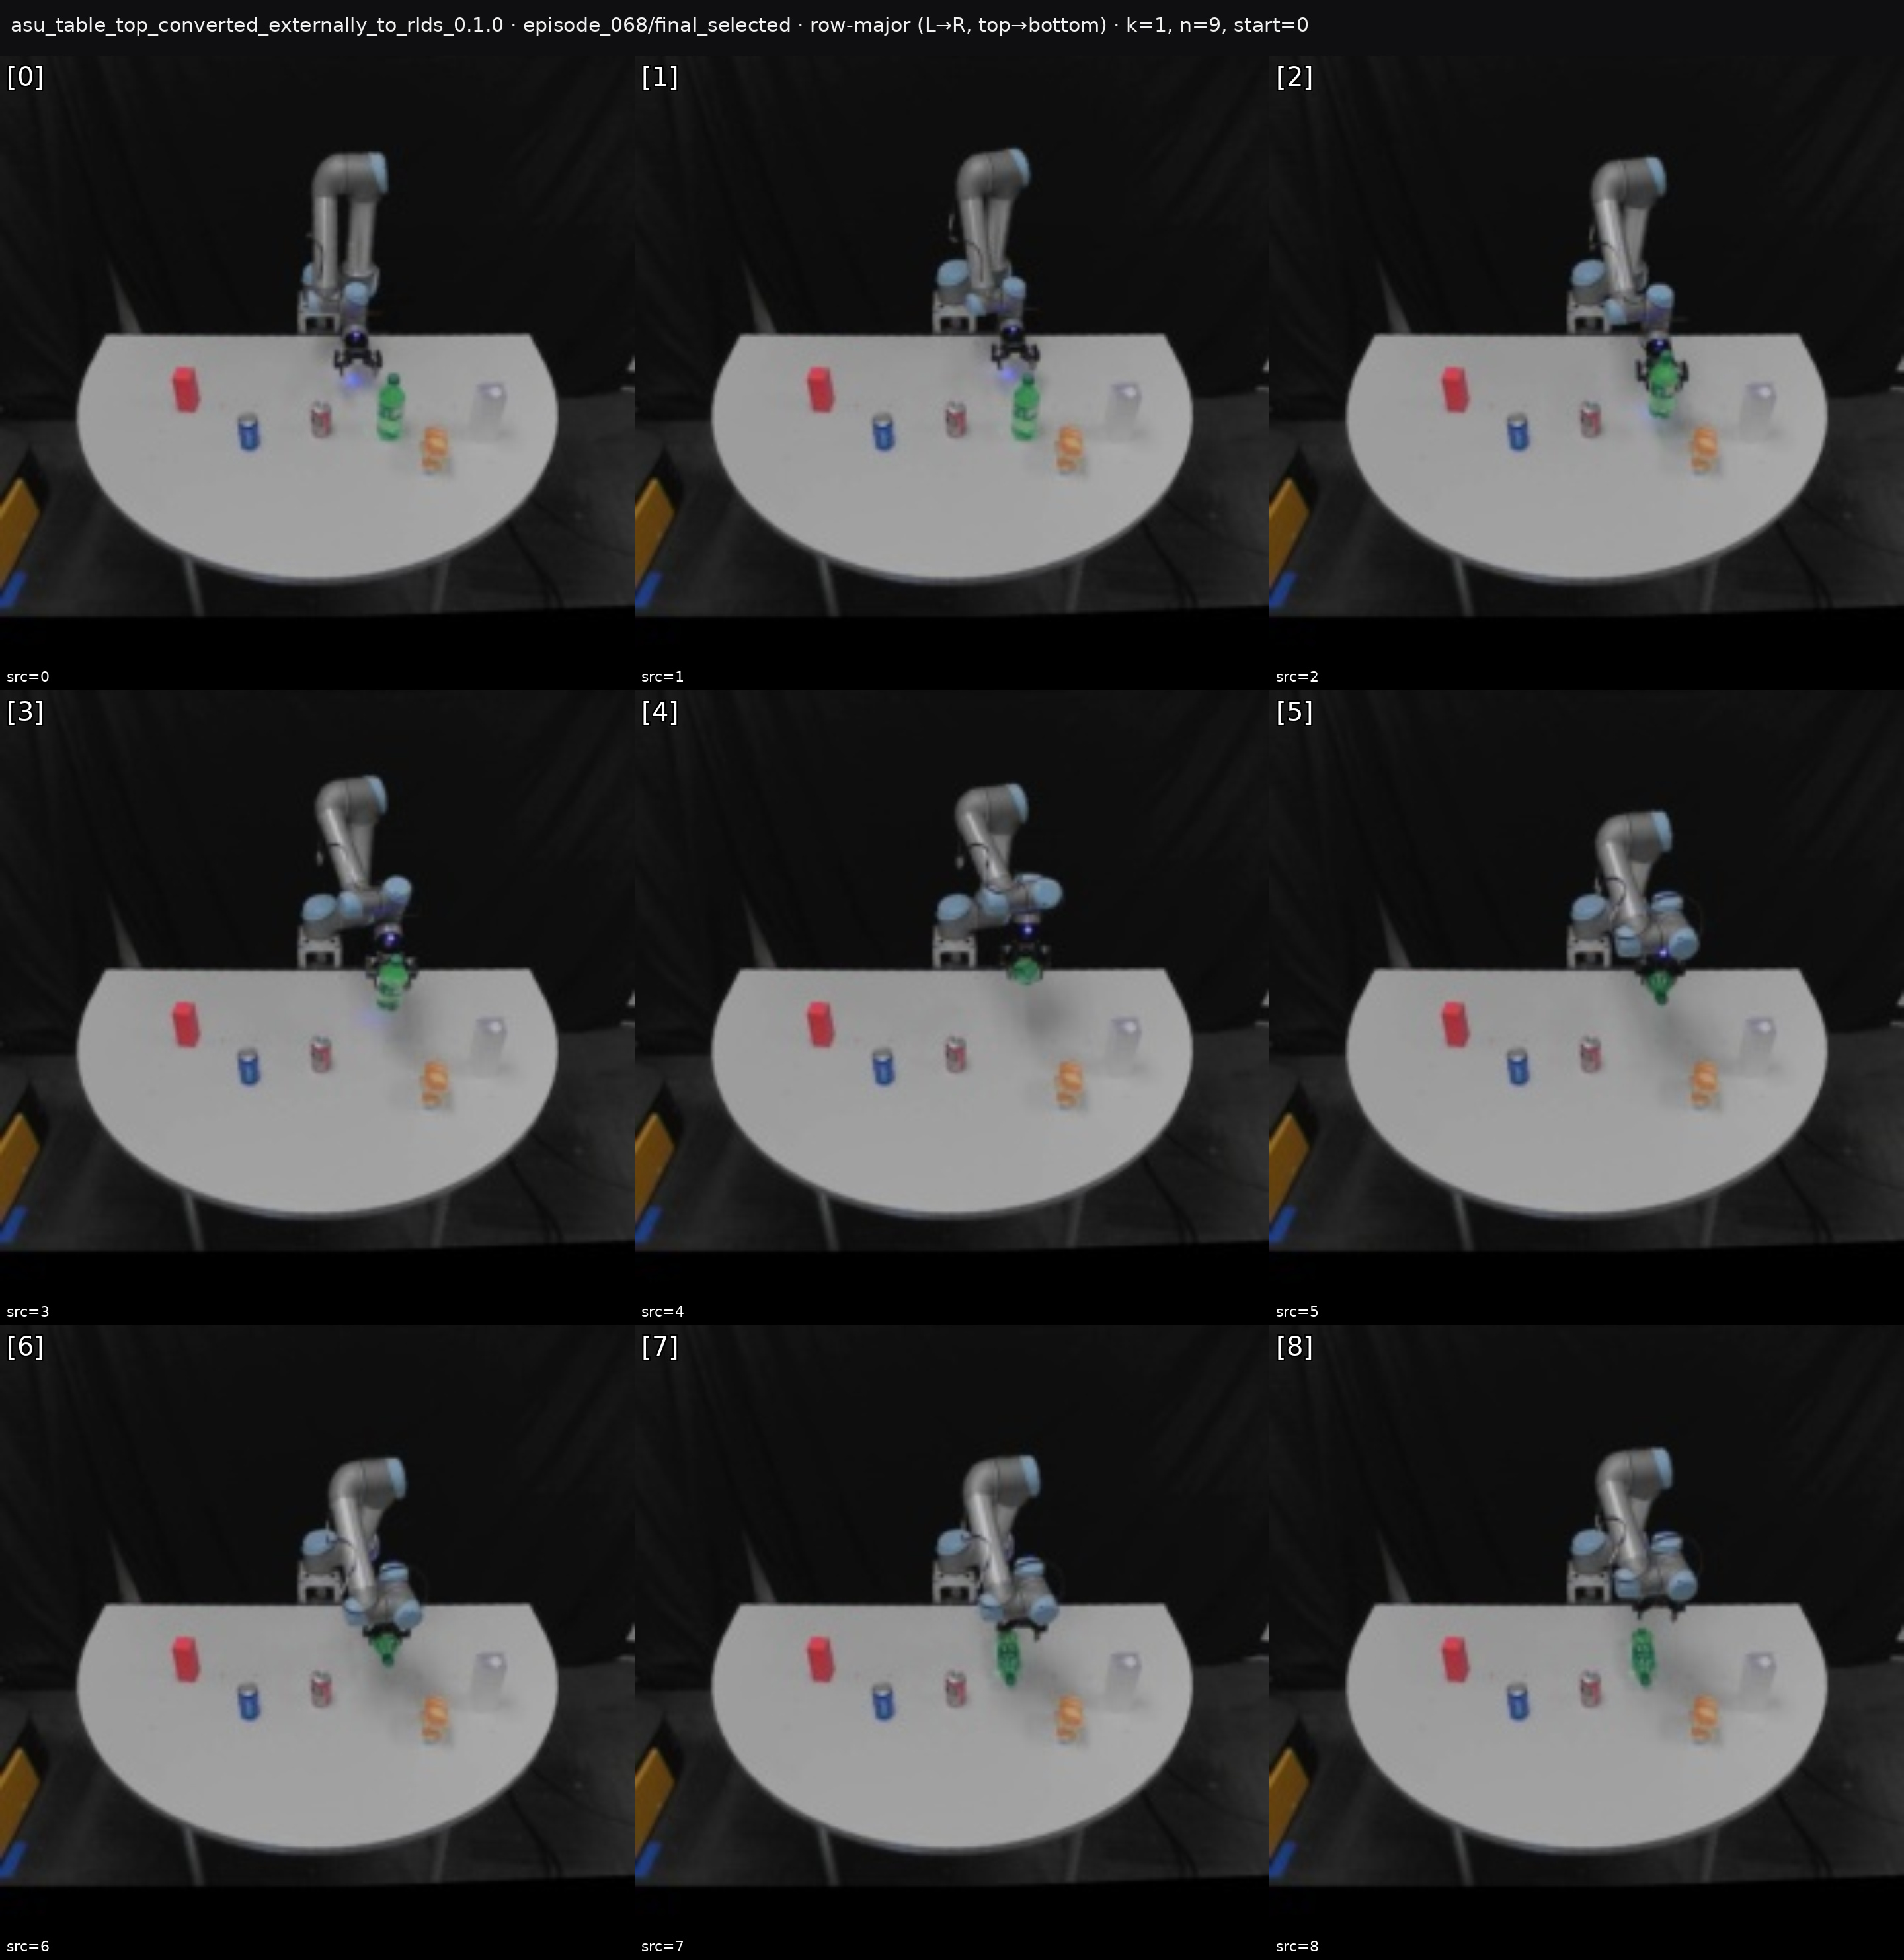 asu_table_top_converted_externally_to_rlds_0.1.0 · episode_068/final_selected · row-major (L→R, top→bottom) · k=1, n=9, start=0
[0]
[1]
[2]
src=0
src=1
src=2
[3]
[4]
[5]
src=3
src=4
src=5
[6]
[7]
[8]
src=6
src=7
src=8